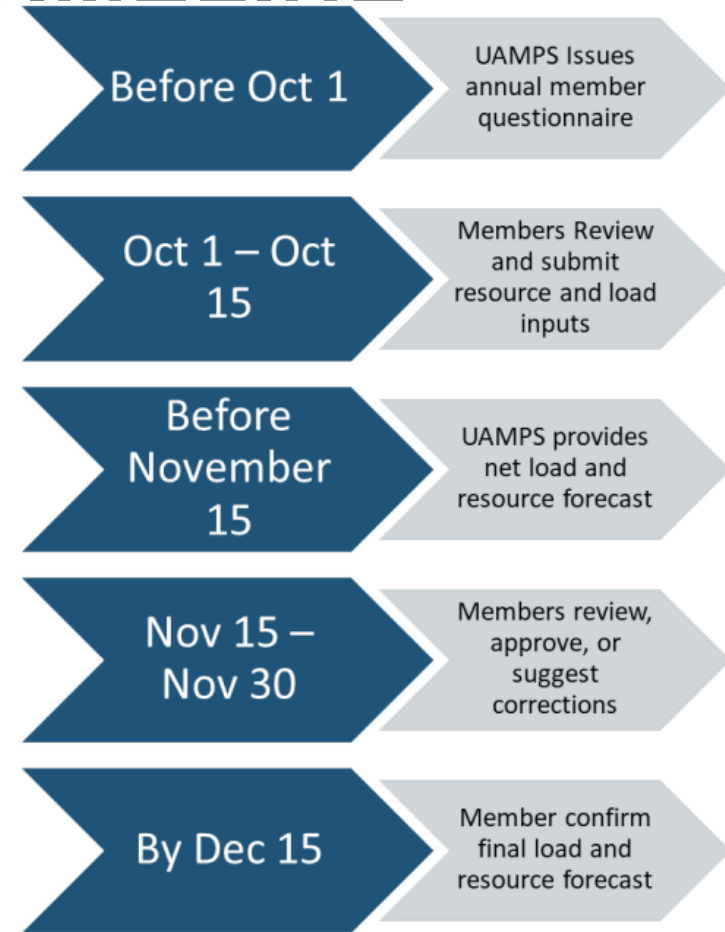 Before Oct 1
UAMPS Issues
annual member
questionnaire
Oct 1 – Oct
15
Members Review
and submit
resource and load
inputs
Before
November
15
UAMPS provides
net load and
resource forecast
Nov 15 –
Nov 30
Members review,
approve, or
suggest
corrections
By Dec 15
Member confirm
final load and
resource forecast